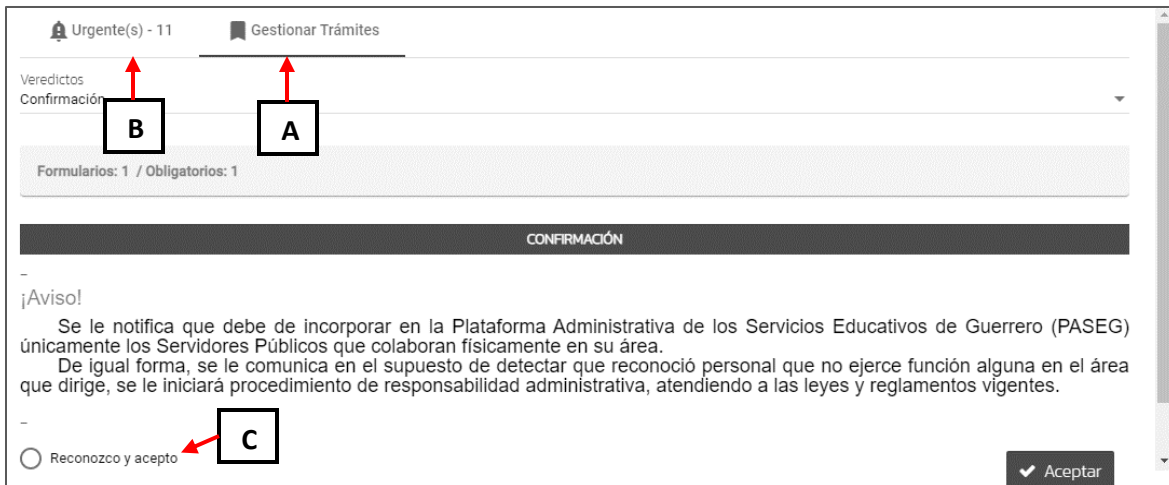 Urgente(s) - 11
Gestionar Trámites
Veredictos
Confirmación
B
A
Formularios: 1 / Obligatorios: 1
CONFIRMACIÓN
–
¡Aviso!
Se le notifica que debe de incorporar en la Plataforma Administrativa de los Servicios Educativos de Guerrero (PASEG)
únicamente los Servidores Públicos que colaboran físicamente en su área.
De igual forma, se le comunica en el supuesto de detectar que reconoció personal que no ejerce función alguna en el área
que dirige, se le iniciará procedimiento de responsabilidad administrativa, atendiendo a las leyes y reglamentos vigentes.
–
C
Reconozco y acepto
Aceptar